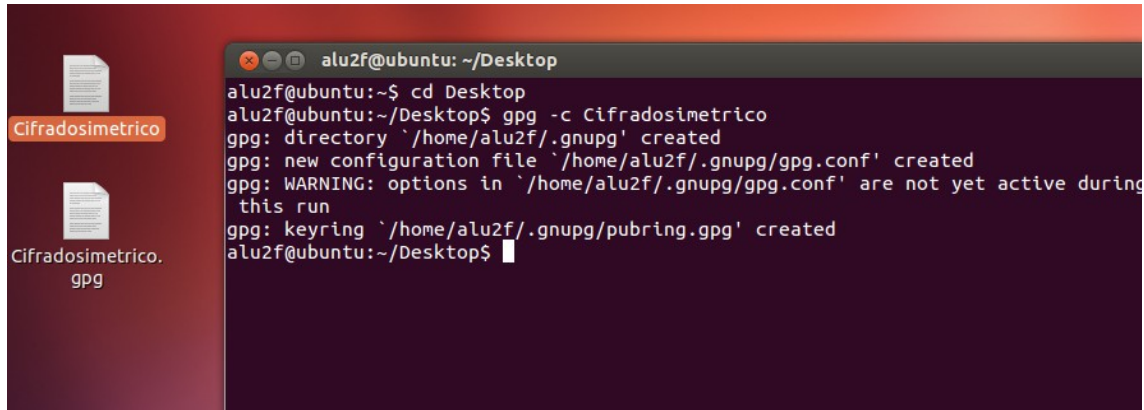 Cifradosimetrico
Cifradosimetrico.
gpg
alu2f@ubuntu: ~/Desktop
alu2f@ubuntu:~$ cd Desktop
alu2f@ubuntu:~/Desktop$ gpg -c Cifradosimetrico
gpg: directory `/home/alu2f/.gnupg' created
gpg: new configuration file `/home/alu2f/.gnupg/gpg.conf' created
gpg: WARNING: options in `/home/alu2f/.gnupg/gpg.conf' are not yet active during
 this run
gpg: keyring `/home/alu2f/.gnupg/pubring.gpg' created
alu2f@ubuntu:~/Desktop$